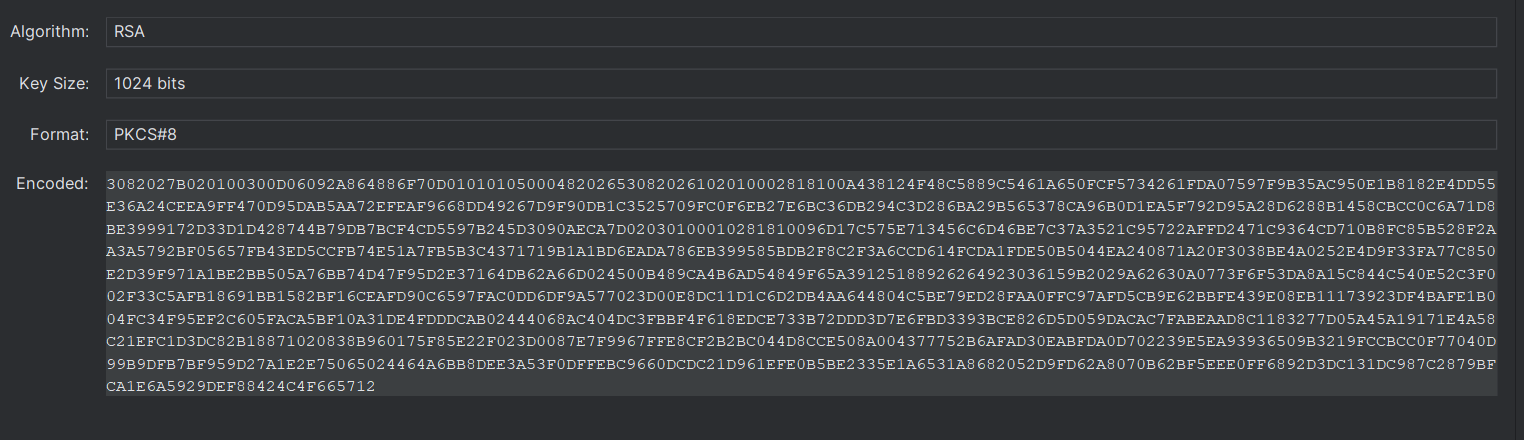 Algorithm: RSA
Key Size: 1024 bits
Format: PKCS#8
Encoded: 3082027B020100300D06092A864886F70D0101010500048202653082026102010002818100A438124F48C5889C5461A650FCF5734261FDA07597F9B35AC950E1B8182E4DD55
E36A24CEEA9FF470D95DAB5AA72EFEAF9668DD49267D9F90DB1C3525709FC0F6EB27E6BC36DB294C3D286BA29B565378CA96B0D1EA5F792D95A28D6288B1458CBCC0C6A71D8
BE3999172D33D1D428744B79DB7BCF4CD5597B245D3090AECA7D02030100010281810096D17C575E713456C6D46BE7C37A3521C95722AFFD2471C9364CD710B8FC85B528F2A
A3A5792BF05657FB43ED5CCFB74E51A7FB5B3C4371719B1A1BD6EADA786EB399585BDB2F8C2F3A6CCD614FCDA1FDE50B5044EA240871A20F3038BE4A0252E4D9F33FA77C850
E2D39F971A1BE2BB505A76BB74D47F95D2E37164DB62A66D024500B489CA4B6AD54849F65A39125188926264923036159B2029A62630A0773F6F53DA8A15C844C540E52C3F0
02F33C5AFB18691BB1582BF16CEAFD90C6597FAC0DD6DF9A577023D00E8DC11D1C6D2DB4AA644804C5BE79ED28FAA0FFC97AFD5CB9E62BBFE439E08EB11173923DF4BAFE1B0
04FC34F95EF2C605FACA5BF10A31DE4FDDDCAB02444068AC404DC3FBBF4F618EDCE733B72DDD3D7E6FBD3393BCE826D5D059DACAC7FABEAAD8C1183277D05A45A19171E4A58
C21EFC1D3DC82B18871020838B960175F85E22F023D0087E7F9967FFE8CF2B2BC044D8CCE508A004377752B6AFAD30EABFDA0D702239E5EA93936509B3219FCCBCC0F77040D
99B9DFB7BF959D27A1E2E75065024464A6BB8DEE3A53F0DFFEBC9660DCDC21D961EFE0B5BE2335E1A6531A8682052D9FD62A8070B62BF5EEE0FF6892D3DC131DC987C2879BF
CA1E6A5929DEF88424C4F665712